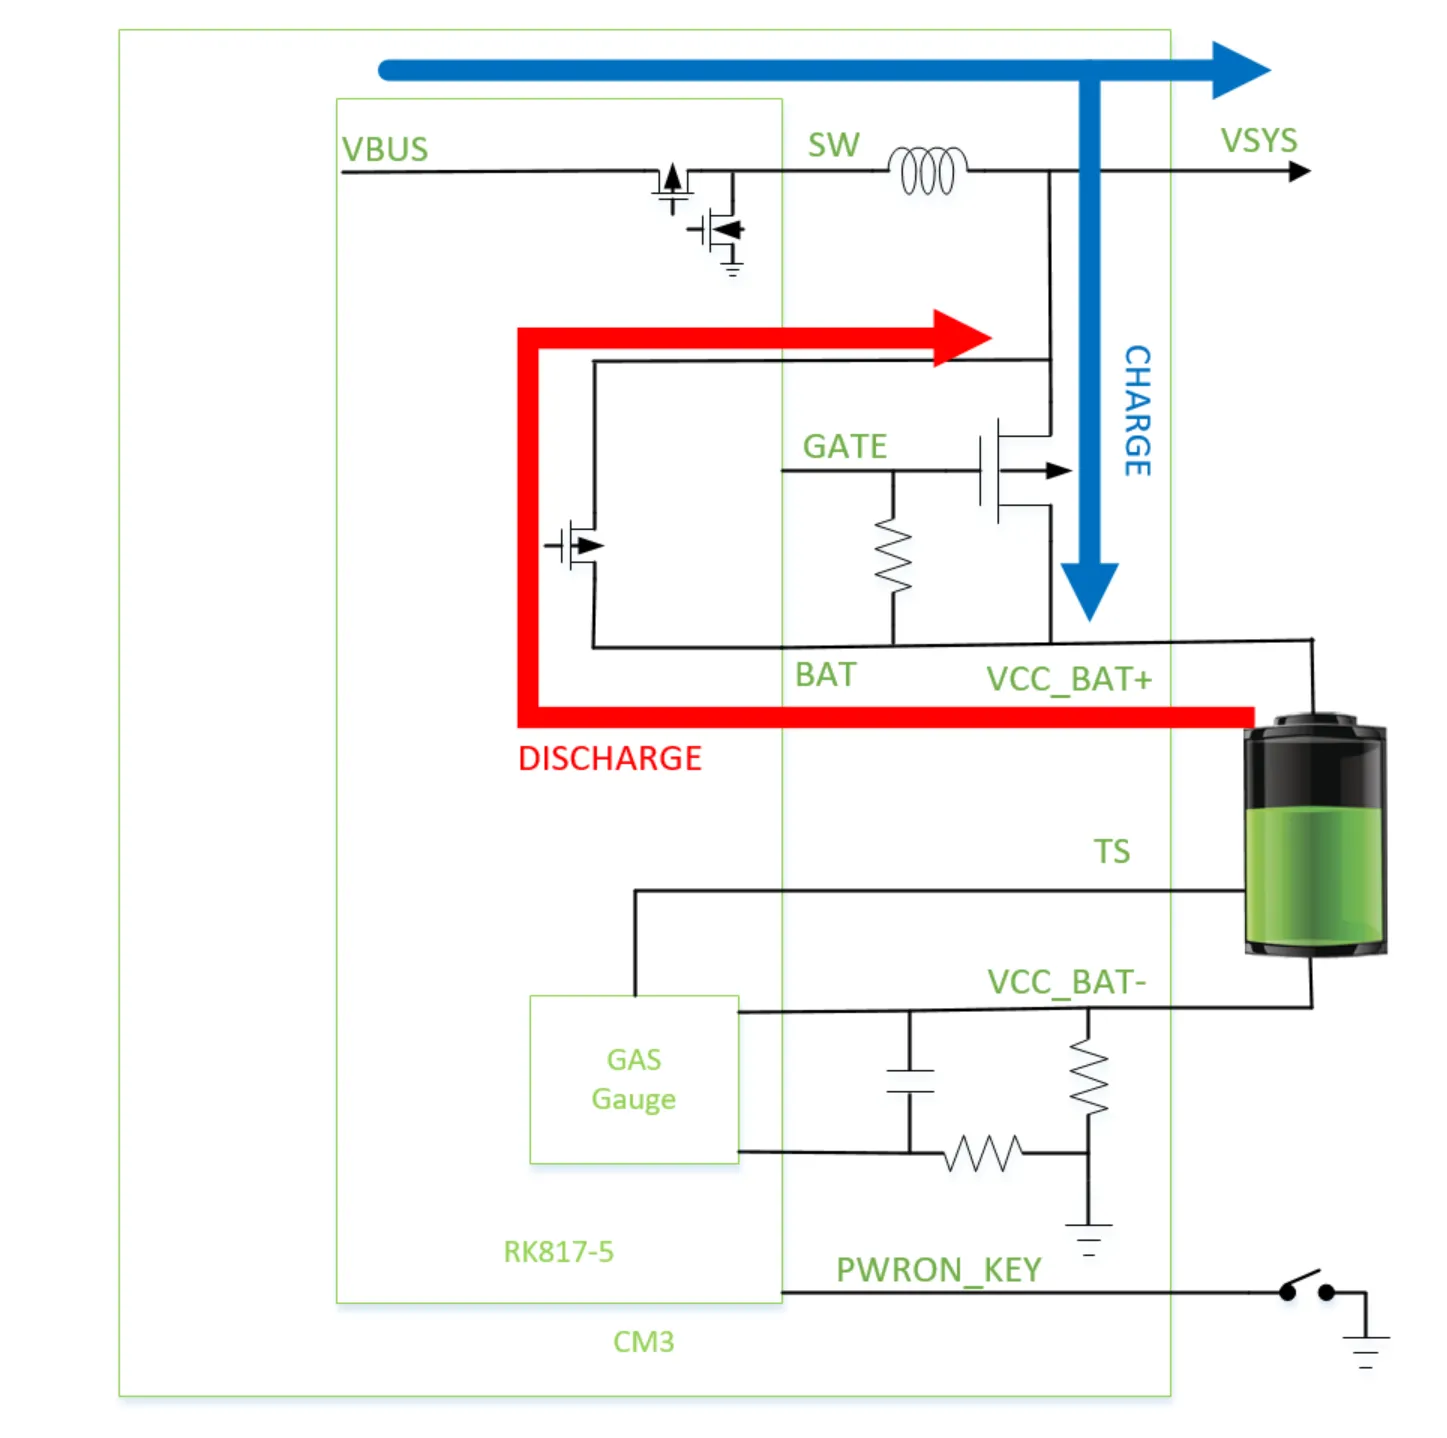 VBUS
SW
VSYS
CHARGE
GATE
BAT
VCC_BAT+
DISCHARGE
TS
VCC_BAT-
GAS
Gauge
RK817-5
PWRON_KEY
CM3